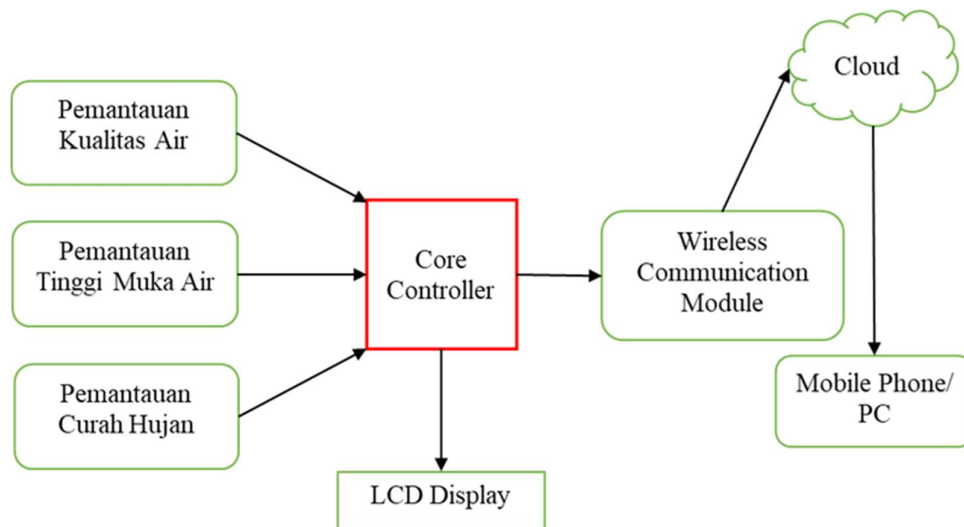 Pemantauan
Kualitas Air
Pemantauan
Tinggi Muka Air
Pemantauan
Curah Hujan
Core
Controller
LCD Display
Wireless
Communication
Module
Cloud
Mobile Phone/
PC